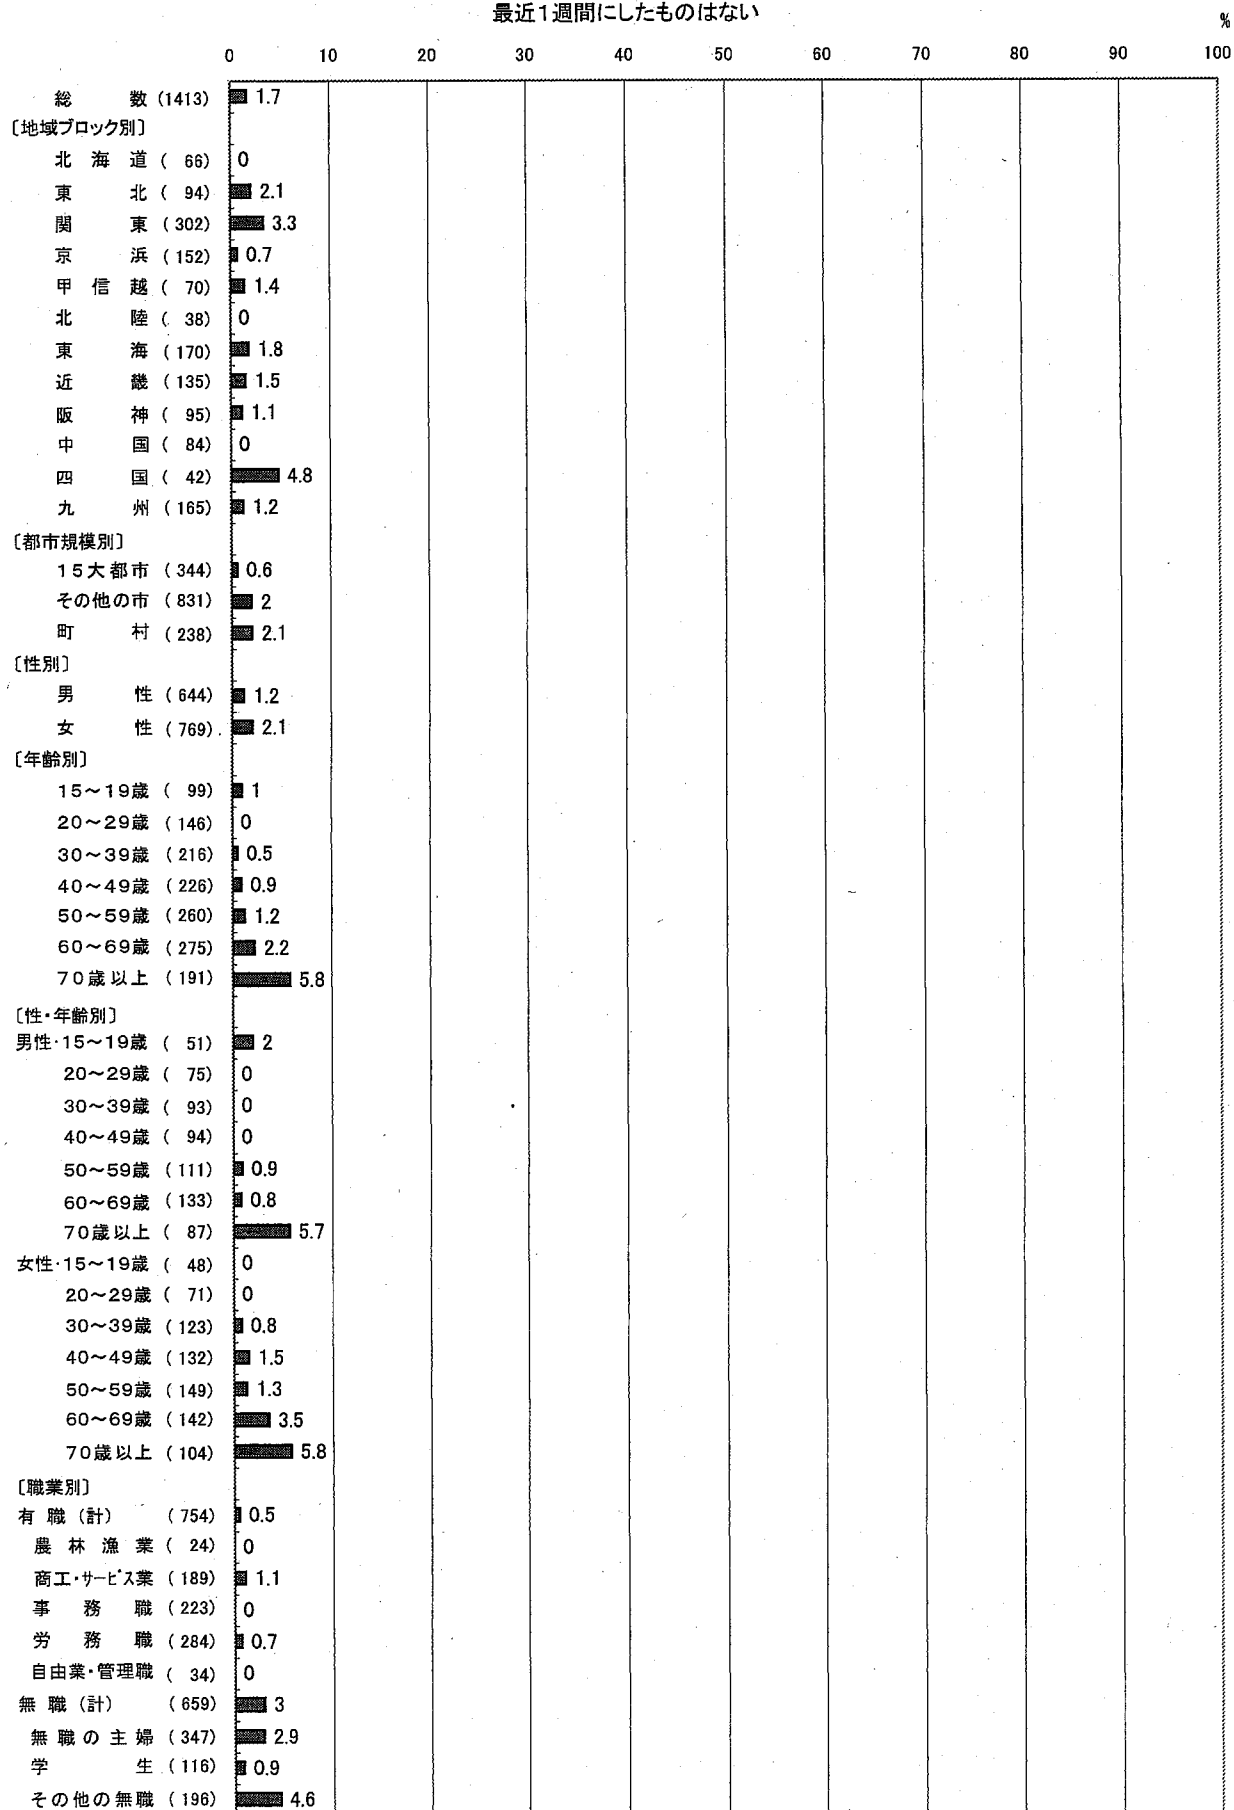 最近1週間にしたものはない
%
0 10 20 30 40 50 60 70 80 90 100
総数(1413) 1.7
〔地域ブロック別〕
北海道( 66) 0
東北( 94) 2.1
関東(302) 3.3
京浜(152) 0.7
甲信越( 70) 1.4
北陸( 38) 0
東海(170) 1.8
近畿(135) 1.5
阪神( 95) 1.1
中国( 84) 0
四国( 42) 4.8
九州(165) 1.2
〔都市規模別〕
15大都市(344) 0.6
その他の市(831) 2
町村(238) 2.1
〔性別〕
男性(644) 1.2
女性(769) 2.1
〔年齢別〕
15～19歳( 99) 1
20～29歳(146) 0
30～39歳(216) 0.5
40～49歳(226) 0.9
50～59歳(260) 1.2
60～69歳(275) 2.2
70歳以上(191) 5.8
〔性・年齢別〕
男性・15～19歳( 51) 2
20～29歳( 75) 0
30～39歳( 93) 0
40～49歳( 94) 0
50～59歳(111) 0.9
60～69歳(133) 0.8
70歳以上( 87) 5.7
女性・15～19歳( 48) 0
20～29歳( 71) 0
30～39歳(123) 0.8
40～49歳(132) 1.5
50～59歳(149) 1.3
60～69歳(142) 3.5
70歳以上(104) 5.8
〔職業別〕
有職(計)(754) 0.5
農林漁業( 24) 0
商工・サービス業(189) 1.1
事務職(223) 0
労務職(284) 0.7
自由業・管理職( 34) 0
無職(計)(659) 3
無職の主婦(347) 2.9
学生(116) 0.9
その他の無職(196) 4.6